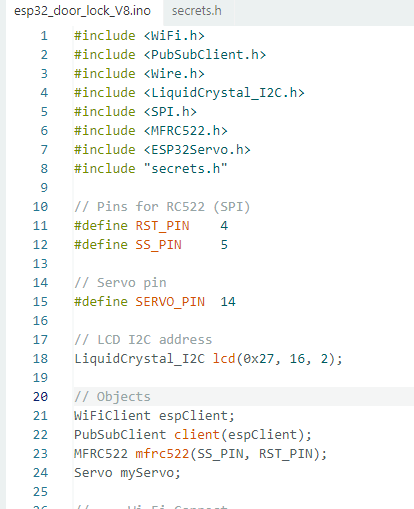 esp32_door_lock_V8.ino secrets.h
1 #include <WiFi.h>
2 #include <PubSubClient.h>
3 #include <Wire.h>
4 #include <LiquidCrystal_I2C.h>
5 #include <SPI.h>
6 #include <MFRC522.h>
7 #include <ESP32Servo.h>
8 #include "secrets.h"
9
10 // Pins for RC522 (SPI)
11 #define RST_PIN 4
12 #define SS_PIN 5
13
14 // Servo pin
15 #define SERVO_PIN 14
16
17 // LCD I2C address
18 LiquidCrystal_I2C lcd(0x27, 16, 2);
19
20 // Objects
21 WiFiClient espClient;
22 PubSubClient client(espClient);
23 MFRC522 mfrc522(SS_PIN, RST_PIN);
24 Servo myServo;
25